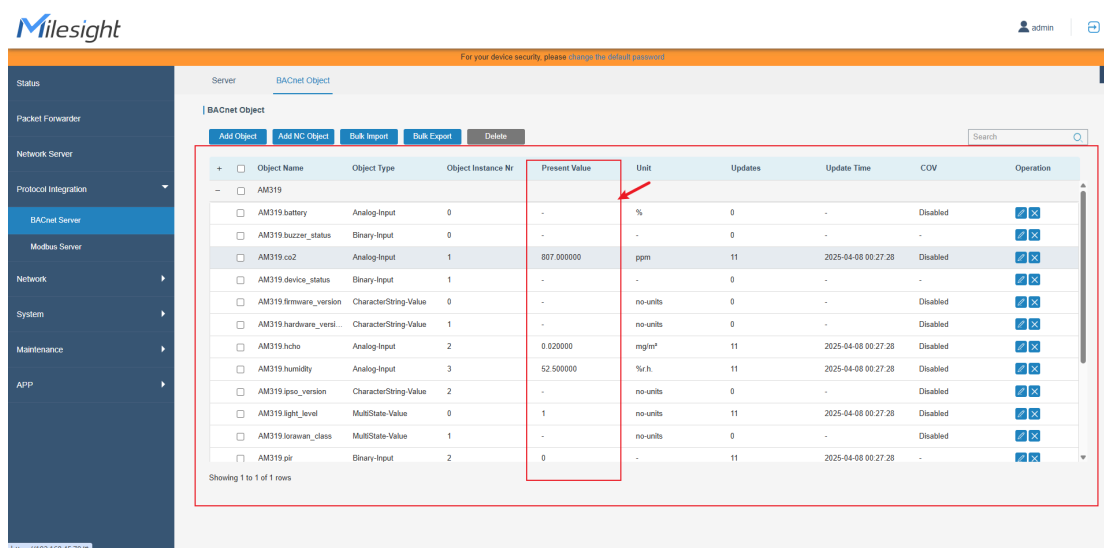 Milesight
admin
For your device security, please change the default password
Status
Packet Forwarder
Network Server
Protocol Integration
BACnet Server
Modbus Server
Network
System
Maintenance
APP
Server BACnet Object
BACnet Object
Add Object Add NC Object Bulk Import Bulk Export Delete Search
+ Object Name Object Type Object Instance Nr Present Value Unit Updates Update Time COV Operation
− AM319
AM319.battery Analog-Input 0 - % 0 - Disabled
AM319.buzzer_status Binary-Input 0 - - 0 - -
AM319.co2 Analog-Input 1 807.000000 ppm 11 2025-04-08 00:27:28 Disabled
AM319.device_status Binary-Input 1 - - 0 - -
AM319.firmware_version CharacterString-Value 0 - no-units 0 - Disabled
AM319.hardware_versi... CharacterString-Value 1 - no-units 0 - Disabled
AM319.hcho Analog-Input 2 0.020000 mg/m³ 11 2025-04-08 00:27:28 Disabled
AM319.humidity Analog-Input 3 52.500000 %r.h. 11 2025-04-08 00:27:28 Disabled
AM319.ipso_version CharacterString-Value 2 - no-units 0 - Disabled
AM319.light_level MultiState-Value 0 1 no-units 11 2025-04-08 00:27:28 Disabled
AM319.lorawan_class MultiState-Value 1 - no-units 0 - Disabled
AM319.pir Binary-Input 2 0 - 11 2025-04-08 00:27:28 -
Showing 1 to 1 of 1 rows